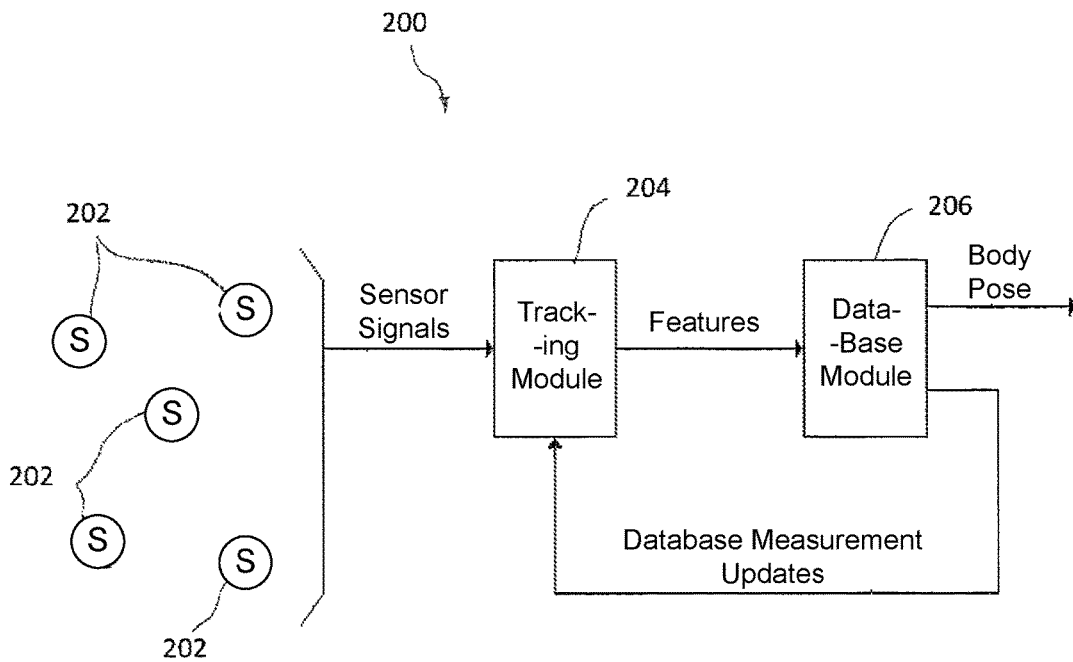 200
204
206
202
Body
Pose
S
S
Sensor
Signals
Track-
-ing
Module
Features
Data-
-Base
Module
S
202
S
S
202
Database Measurement
Updates